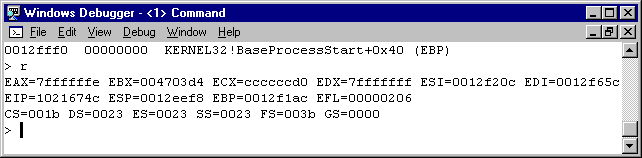 Windows Debugger - <1> Command
File Edit View Debug Window Help
0012fff0  00000000  KERNEL32!BaseProcessStart+0x40 (EBP)
> r
EAX=7ffffffe EBX=004703d4 ECX=ccccccd0 EDX=7fffffff ESI=0012f20c EDI=0012f65c
EIP=1021674c ESP=0012eef8 EBP=0012f1ac EFL=00000206
CS=001b DS=0023 ES=0023 SS=0023 FS=003b GS=0000
>